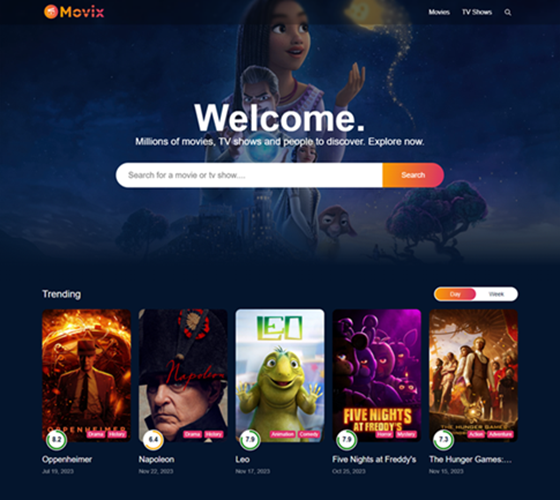 Movix
Movies
TV Shows
Welcome.
Millions of movies, TV shows and people to discover. Explore now.
Search for a movie or tv show....
Search
Trending
Day
Week
OPPENHEIMER
8.2
Drama
History
Oppenheimer
Jul 19, 2023
Napoleon
6.4
Drama
History
Napoleon
Nov 22, 2023
LEO
7.9
Animation
Comedy
Leo
Nov 17, 2023
FIVE NIGHTS
AT FREDDY'S
7.9
Horror
Mystery
Five Nights at Freddy's
Oct 25, 2023
THE HUNGER GAMES
7.3
Action
Adventure
The Hunger Games:...
Nov 15, 2023